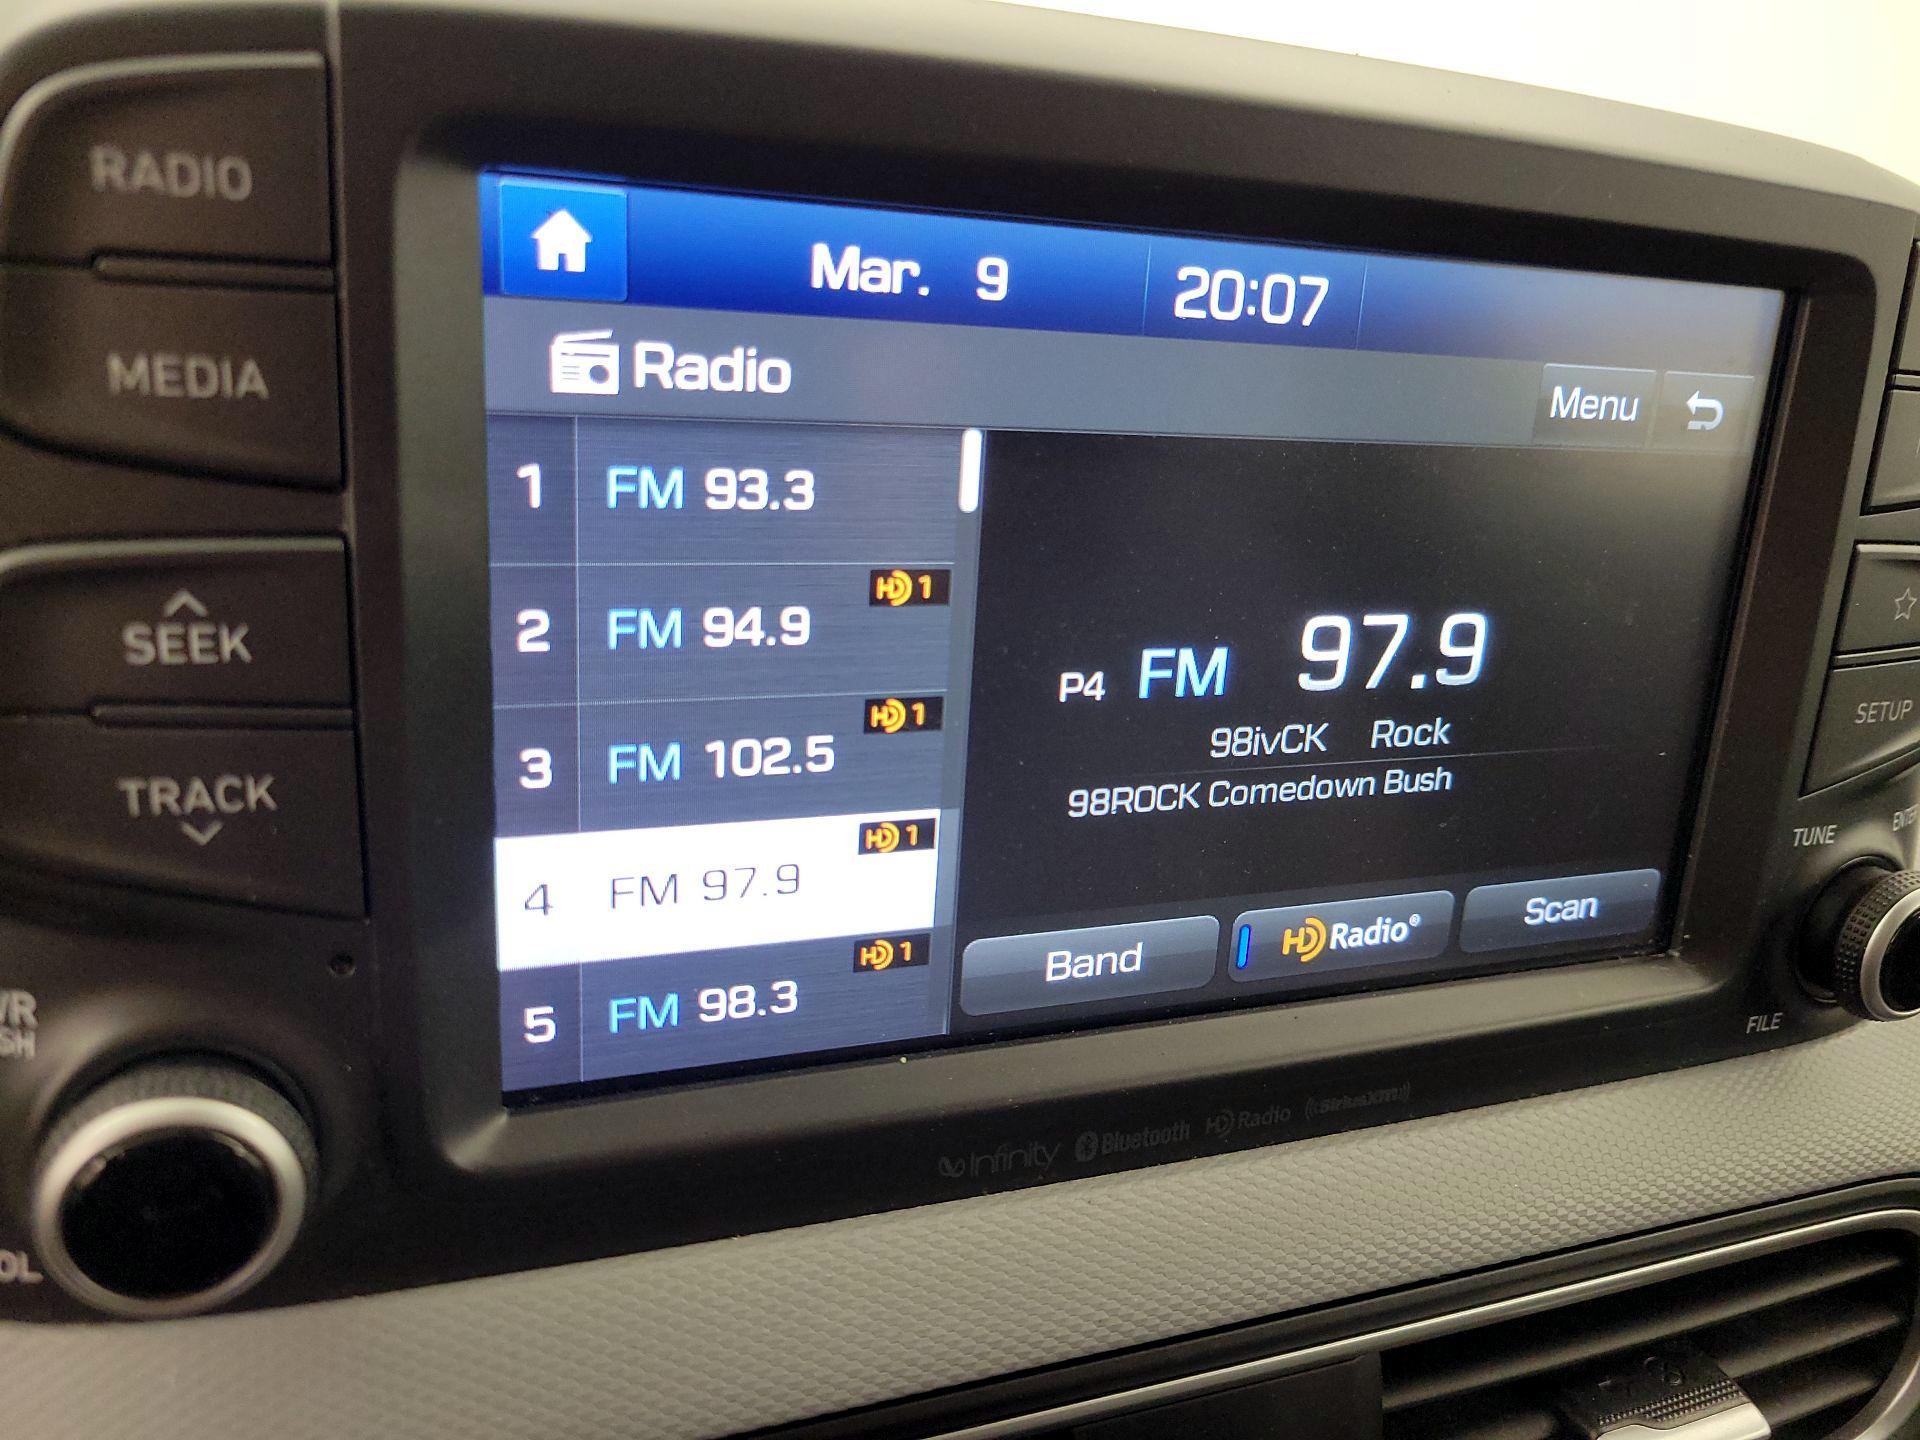 RADIO
MEDIA
SEEK
TRACK
Mar. 9 20:07
Radio
Menu
1 FM 93.3
2 FM 94.9 HD 1
3 FM 102.5 HD 1
4 FM 97.9 HD 1
5 FM 98.3 HD 1
P4 FM 97.9
98ivCK Rock
98ROCK Comedown Bush
Band
HD Radio®
Scan
SETUP
TUNE
FILE
Infinity Bluetooth HD Radio SiriusXM